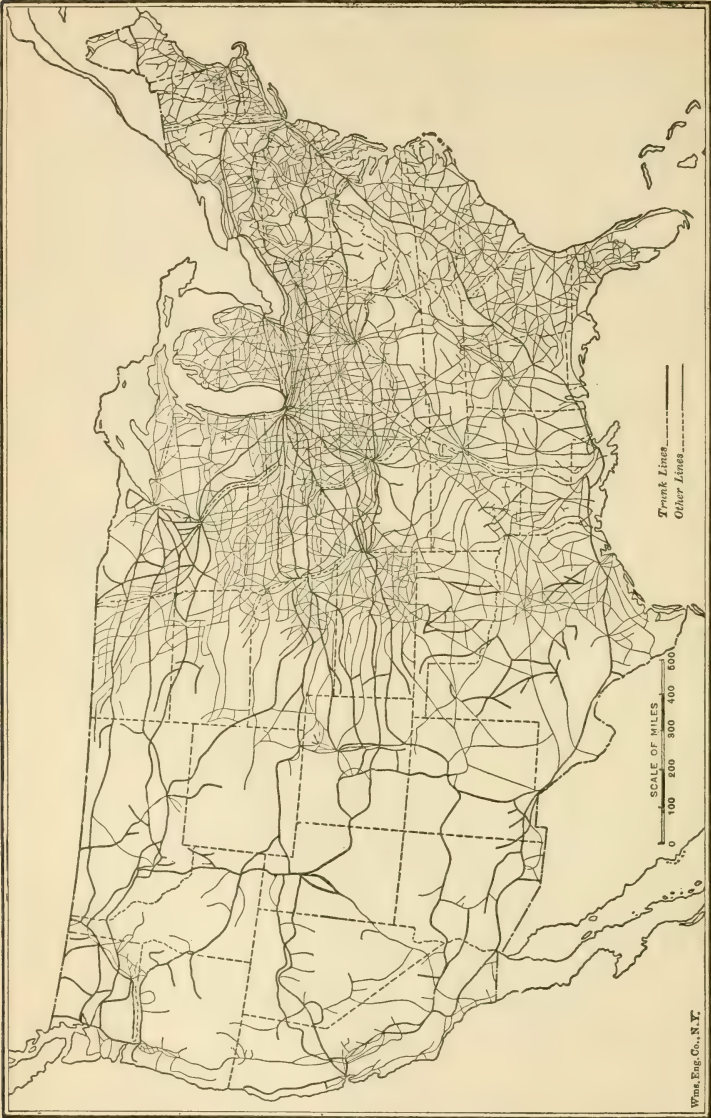 Trunk Lines
Other Lines
SCALE OF MILES
0 100 200 300 400 500
Wms. Eng. Co., N.Y.